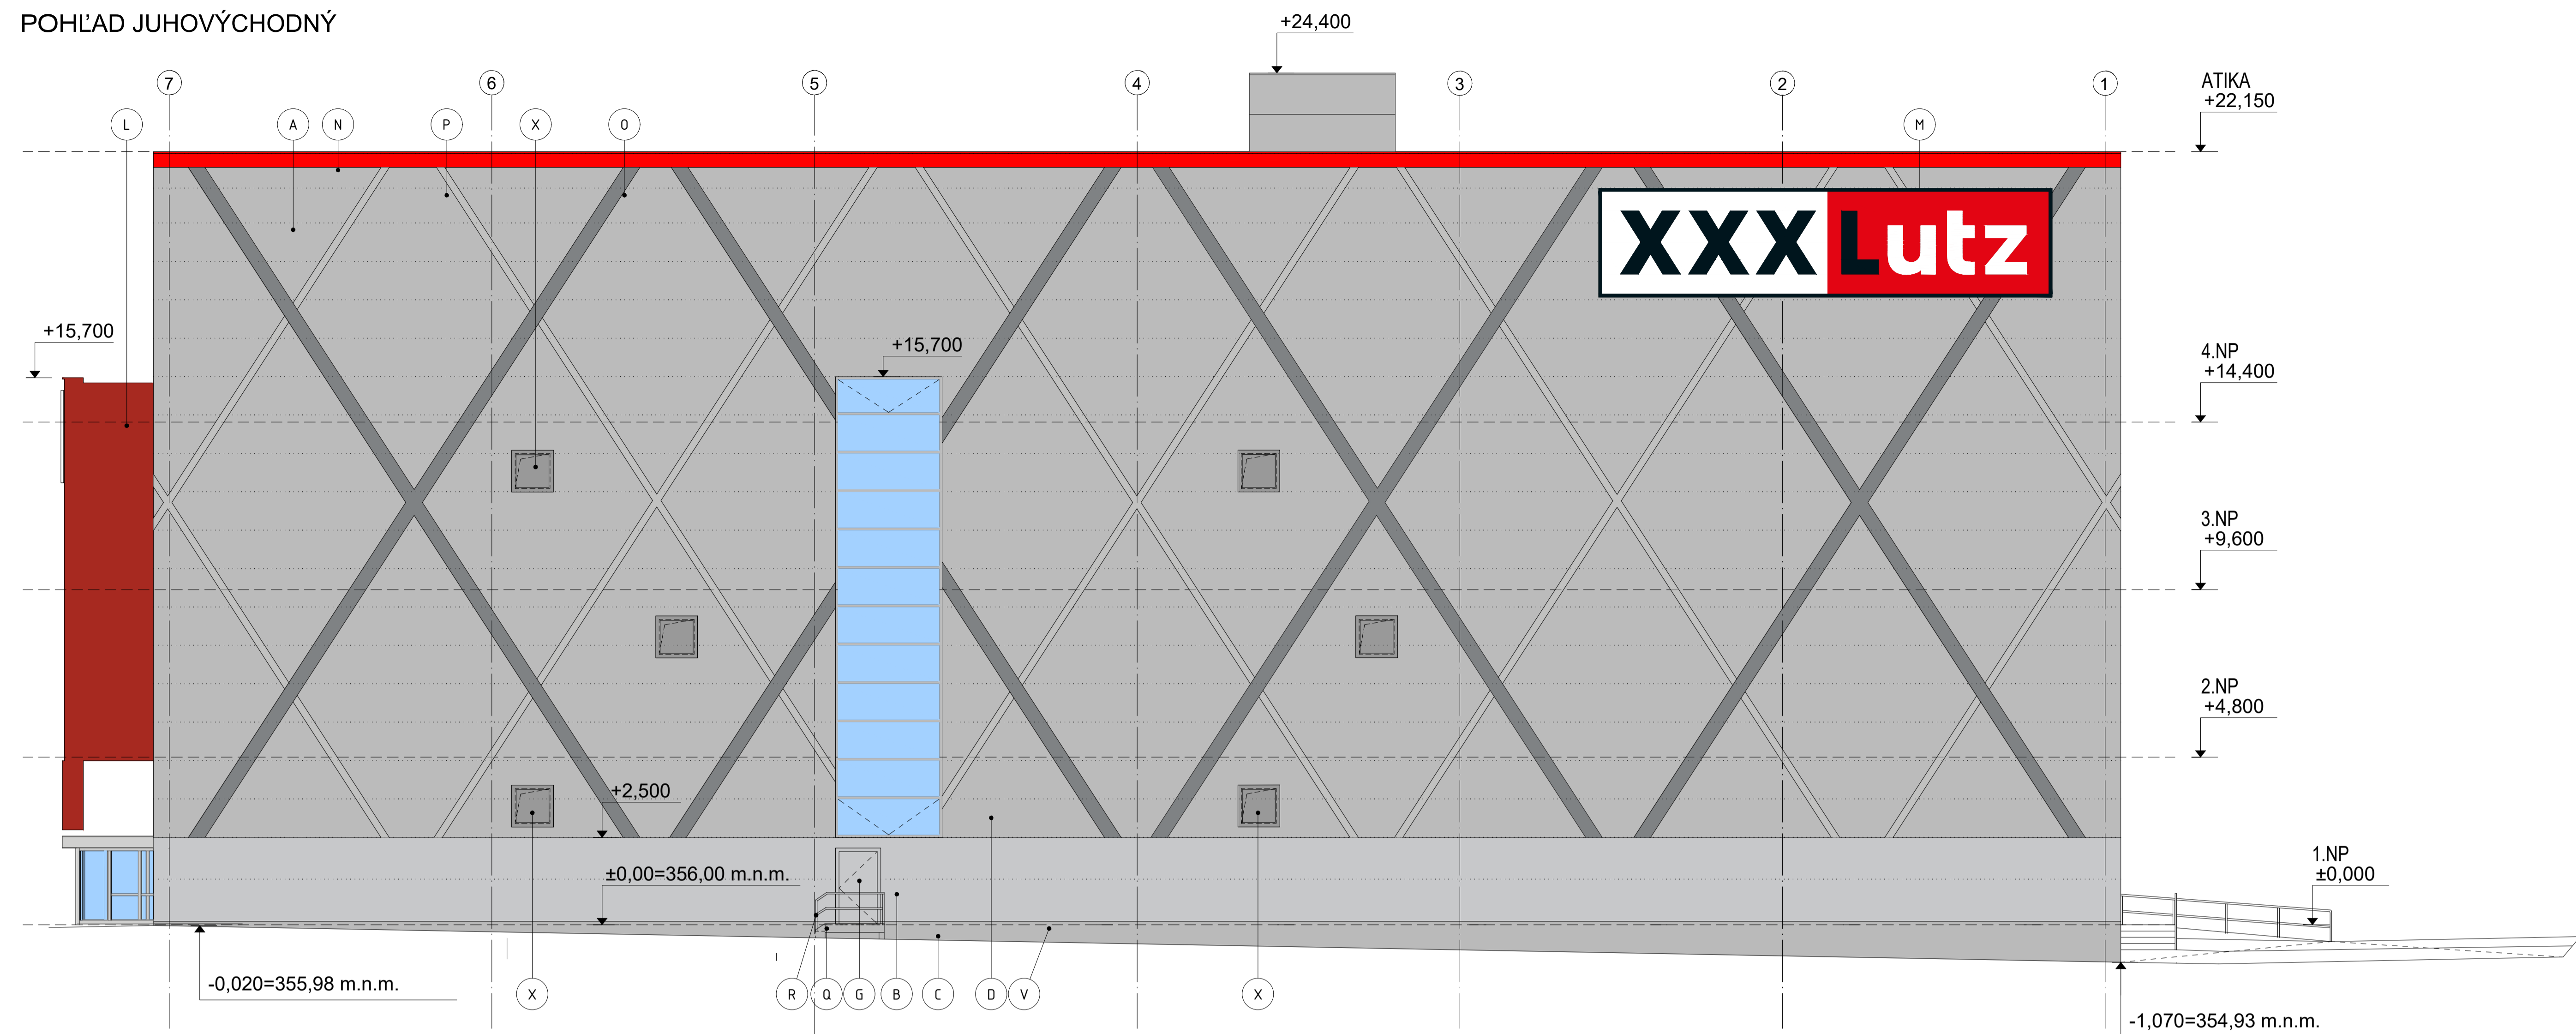 POHĽAD JUHOVÝCHODNÝ
+24,400
7
6
5
4
3
2
1
ATIKA
+22,150
L
A
N
P
X
O
M
XXXLutz
+15,700
+15,700
4.NP
+14,400
3.NP
+9,600
2.NP
+4,800
+2,500
±0,00=356,00 m.n.m.
1.NP
±0,000
-0,020=355,98 m.n.m.
X
R
Q
G
B
C
D
V
X
-1,070=354,93 m.n.m.